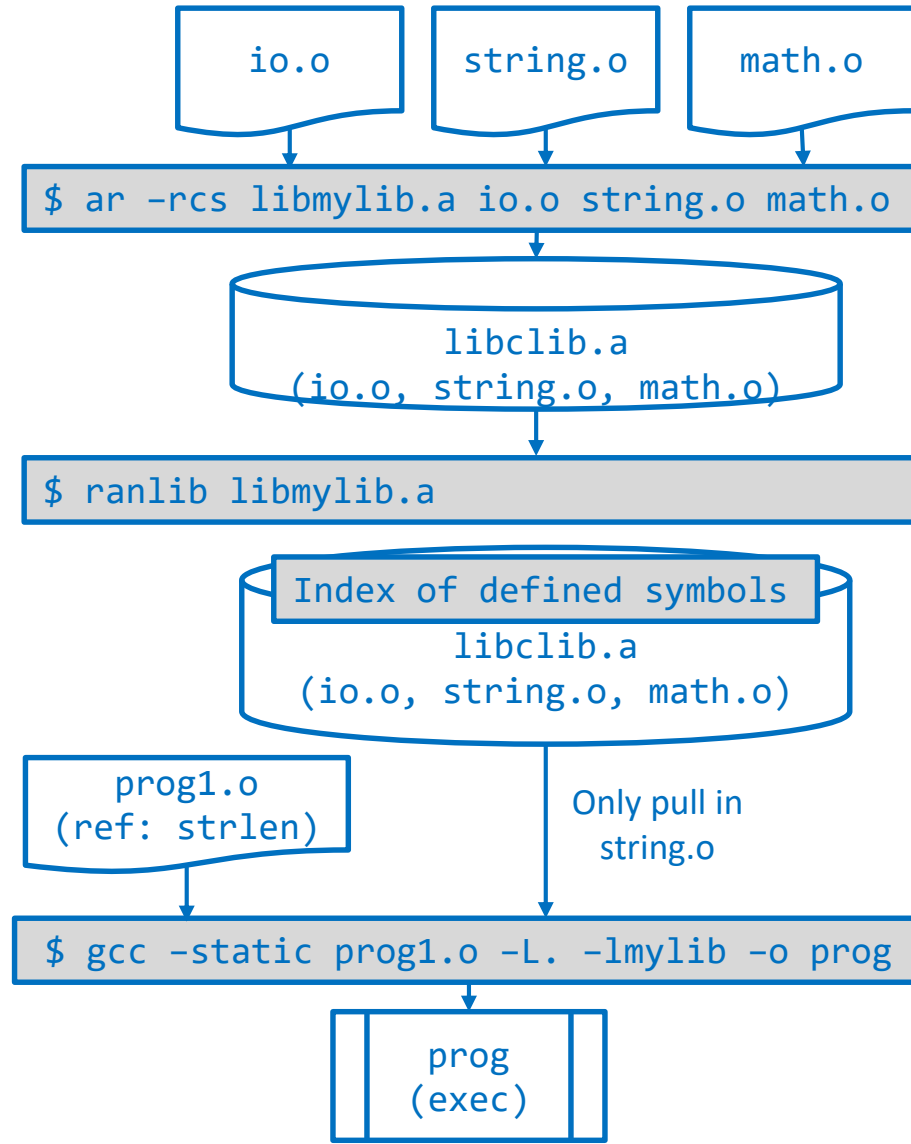 io.o
string.o
math.o
$ ar –rcs libmylib.a io.o string.o math.o
libclib.a
(io.o, string.o, math.o)
$ ranlib libmylib.a
Index of defined symbols
libclib.a
(io.o, string.o, math.o)
prog1.o
(ref: strlen)
Only pull in
string.o
$ gcc –static prog1.o –L. –lmylib –o prog
prog
(exec)